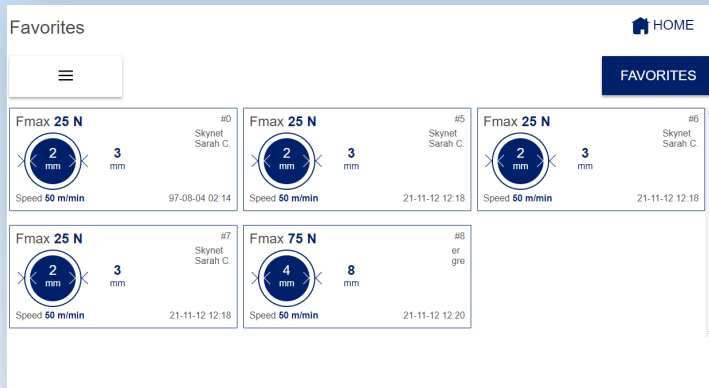 Favorites
HOME
FAVORITES
Fmax 25 N
#0
Skynet
Sarah C.
2
mm
3
mm
Speed 50 m/min
97-08-04 02:14
Fmax 25 N
#5
Skynet
Sarah C.
2
mm
3
mm
Speed 50 m/min
21-11-12 12:18
Fmax 25 N
#6
Skynet
Sarah C.
2
mm
3
mm
Speed 50 m/min
21-11-12 12:18
Fmax 25 N
#7
Skynet
Sarah C.
2
mm
3
mm
Speed 50 m/min
21-11-12 12:18
Fmax 75 N
#8
er
gre
4
mm
8
mm
Speed 50 m/min
21-11-12 12:20